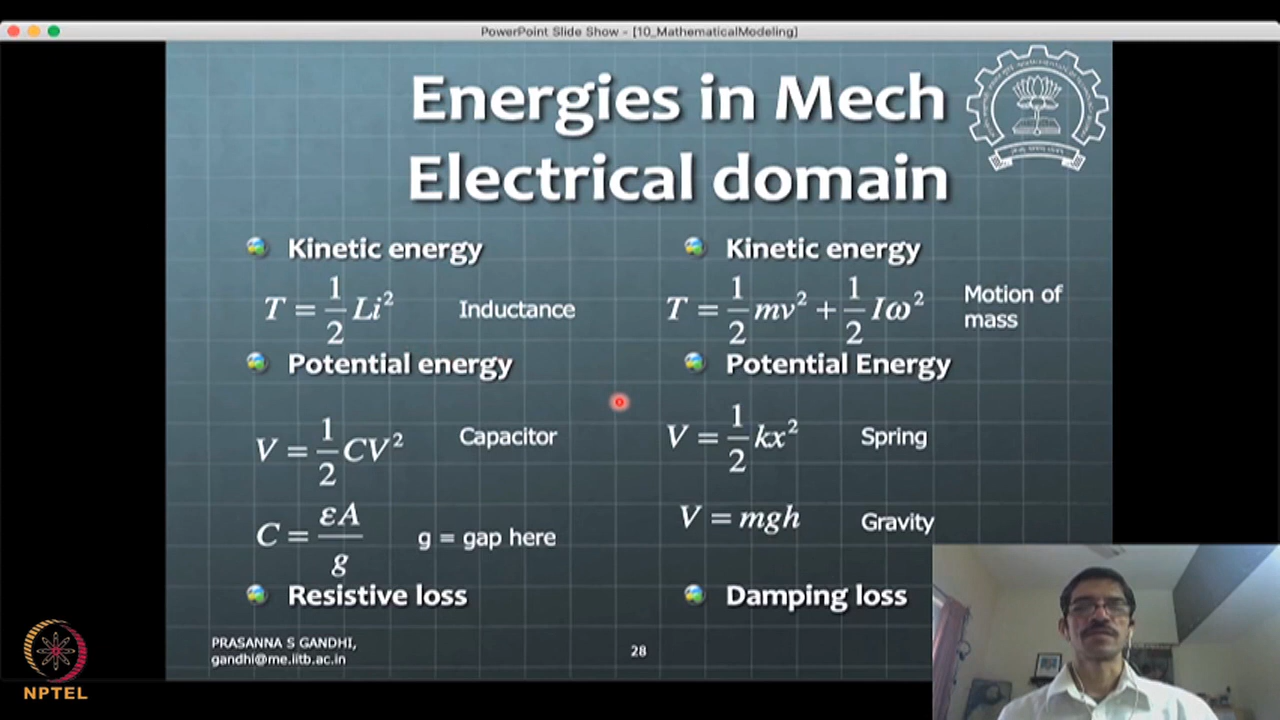 PowerPoint Slide Show - [10_MathematicalModeling]
Energies in Mech
Electrical domain
Kinetic energy
T = 1/2 Li²
Inductance
Potential energy
V = 1/2 CV²
Capacitor
C = εA/g
g = gap here
Resistive loss
Kinetic energy
T = 1/2 mv² + 1/2 Iω²
Motion of
mass
Potential Energy
V = 1/2 kx²
Spring
V = mgh
Gravity
Damping loss
PRASANNA S GANDHI,
gandhi@me.iitb.ac.in
28
NPTEL